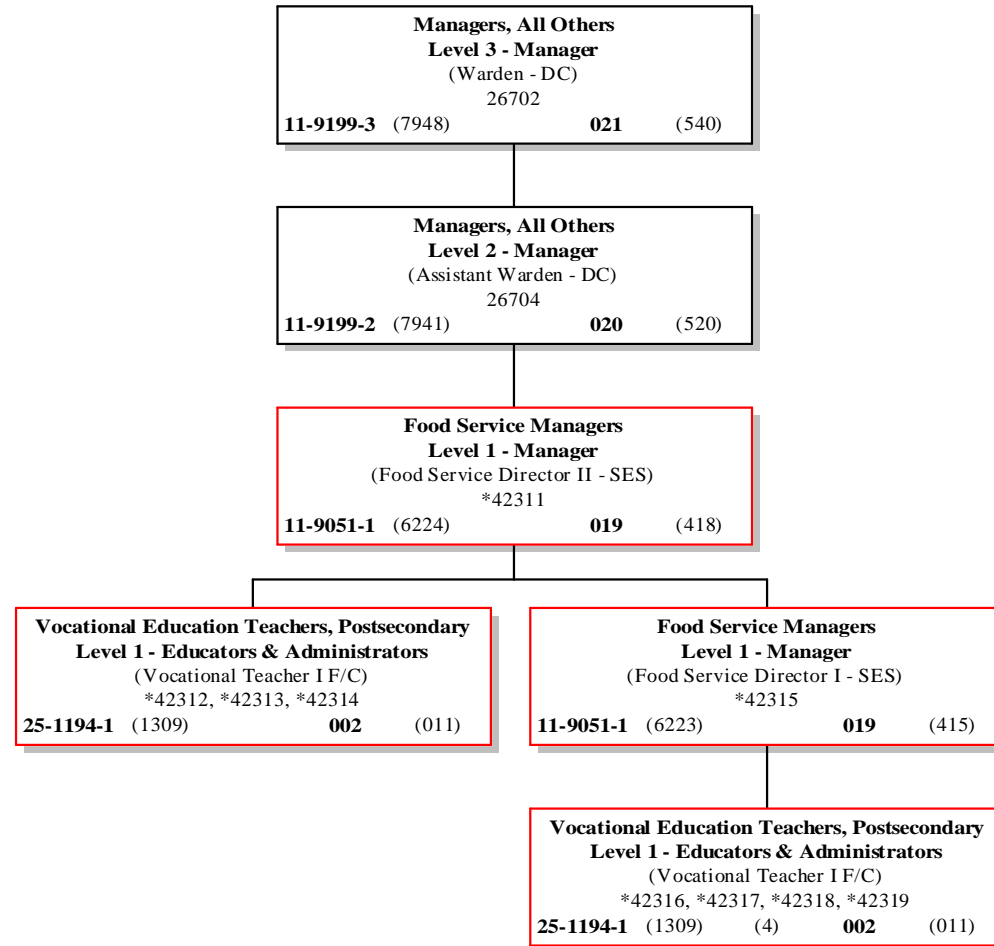 Managers, All Others
Level 3 - Manager
(Warden - DC)
26702
11-9199-3 (7948) 021 (540)
Managers, All Others
Level 2 - Manager
(Assistant Warden - DC)
26704
11-9199-2 (7941) 020 (520)
Food Service Managers
Level 1 - Manager
(Food Service Director II - SES)
*42311
11-9051-1 (6224) 019 (418)
Vocational Education Teachers, Postsecondary
Level 1 - Educators & Administrators
(Vocational Teacher I F/C)
*42312, *42313, *42314
25-1194-1 (1309) 002 (011)
Food Service Managers
Level 1 - Manager
(Food Service Director I - SES)
*42315
11-9051-1 (6223) 019 (415)
Vocational Education Teachers, Postsecondary
Level 1 - Educators & Administrators
(Vocational Teacher I F/C)
*42316, *42317, *42318, *42319
25-1194-1 (1309) (4) 002 (011)